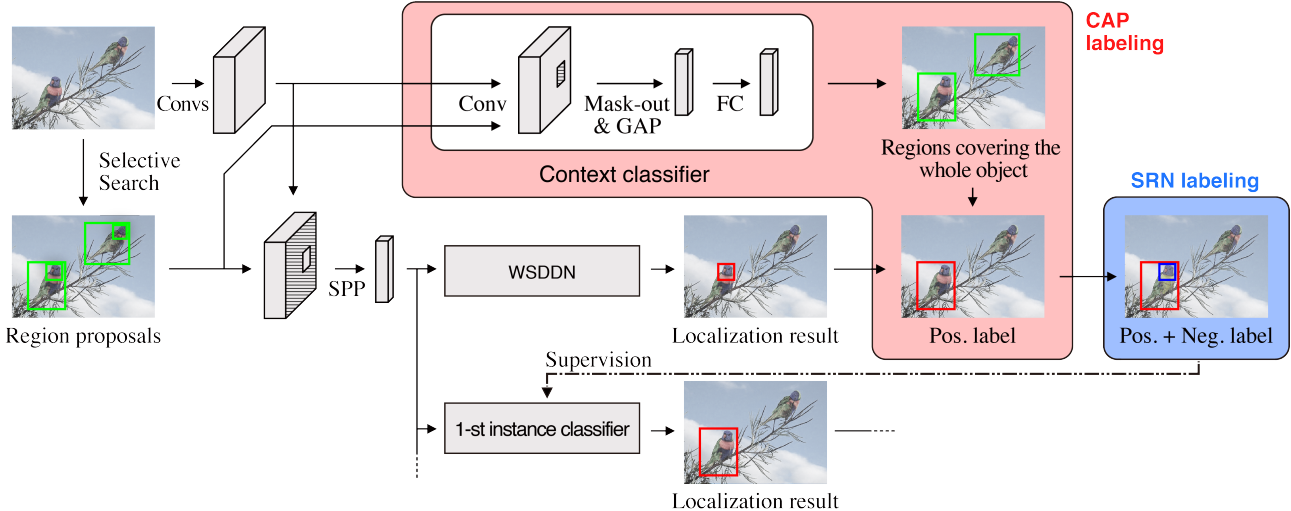 CAP
labeling
Convs
Conv
Mask-out
& GAP
FC
Regions covering the
whole object
Selective
Search
Context classifier
SRN labeling
Region proposals
SPP
WSDDN
Localization result
Pos. label
Pos. + Neg. label
Supervision
1-st instance classifier
Localization result